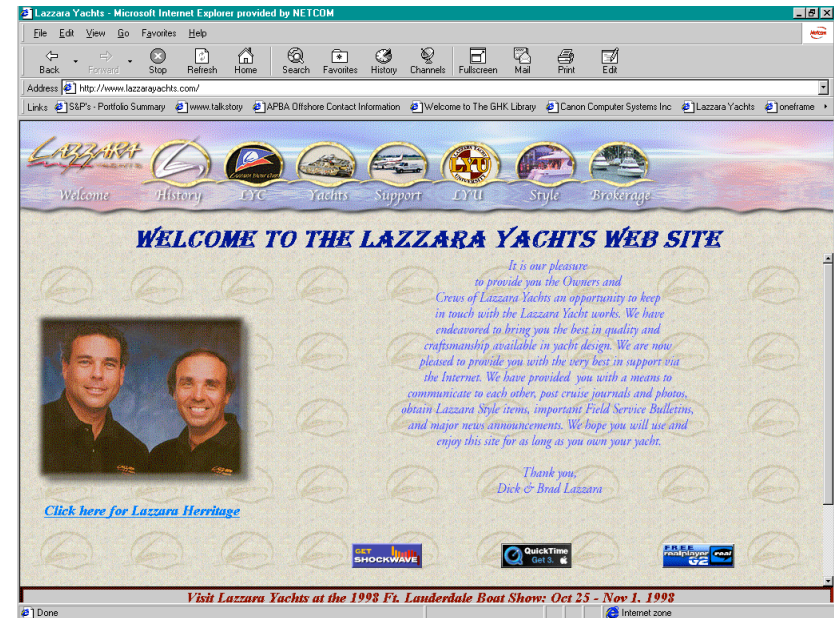 Lazzara Yachts - Microsoft Internet Explorer provided by NETCOM
File Edit View Go Favorites Help
Netcom
Back Forward Stop Refresh Home Search Favorites History Channels Fullscreen Mail Print Edit
Address http://www.lazzarayachts.com/
Links S&P's - Portfolio Summary www.talkstory APBA Offshore Contact Information Welcome to The GHK Library Canon Computer Systems Inc Lazzara Yachts oneframe
LAZZARA
LYU
Welcome History LYC Yachts Support LYU Style Brokerage
WELCOME TO THE LAZZARA YACHTS WEB SITE
It is our pleasure
to provide you the Owners and
Crews of Lazzara Yachts an opportunity to keep
in touch with the Lazzara Yacht works. We have
endeavored to bring you the best in quality and
craftsmanship available in yacht design. We are now
pleased to provide you with the very best in support via
the Internet. We have provided you with a means to
communicate to each other, post cruise journals and photos,
obtain Lazzara Style items, important Field Service Bulletins,
and major news announcements. We hope you will use and
enjoy this site for as long as you own your yacht.
Thank you,
Dick & Brad Lazzara
Click here for Lazzara Herritage
GET SHOCKWAVE
QuickTime
Get 3.
FREE
realplayer real
G2
Visit Lazzara Yachts at the 1998 Ft. Lauderdale Boat Show: Oct 25 - Nov 1. 1998
Done Internet zone